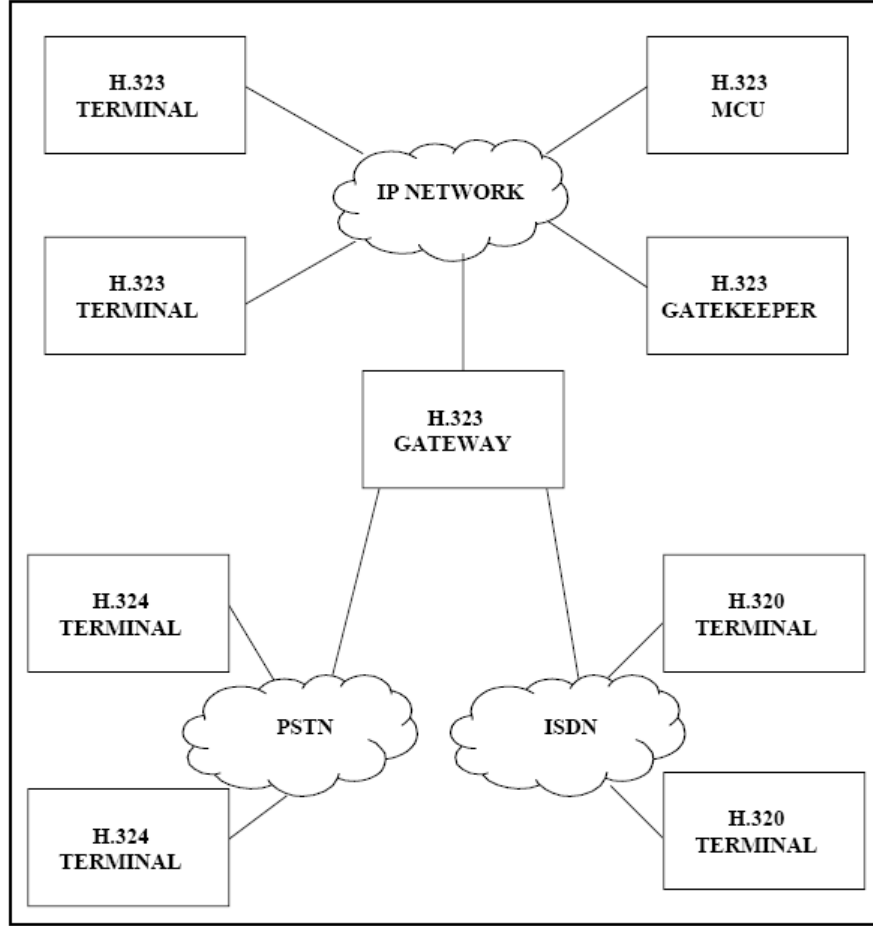 H.323
TERMINAL
H.323
MCU
IP NETWORK
H.323
TERMINAL
H.323
GATEKEEPER
H.323
GATEWAY
H.324
TERMINAL
H.320
TERMINAL
PSTN
ISDN
H.324
TERMINAL
H.320
TERMINAL